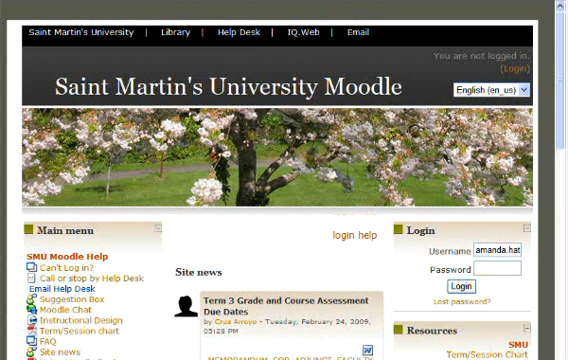 Saint Martin's University | Library | Help Desk | IQ.Web | Email
You are not logged in.
(Login)
Saint Martin's University Moodle
English (en_us)
Main menu
SMU Moodle Help
Can't Log in?
Call or stop by Help Desk
Email Help Desk
Suggestion Box
Moodle Chat
Instructional Design
Term/Session chart
FAQ
Site news
login help
Site news
Term 3 Grade and Course Assessment
Due Dates
by Cruz Arroyo - Tuesday, February 24, 2009,
05:28 PM
MEMORANDUM FOR ADJUNCT FACULTY
Login
Username amanda.hat
Password
Login
Lost password?
Resources
SMU
Term/Session Chart